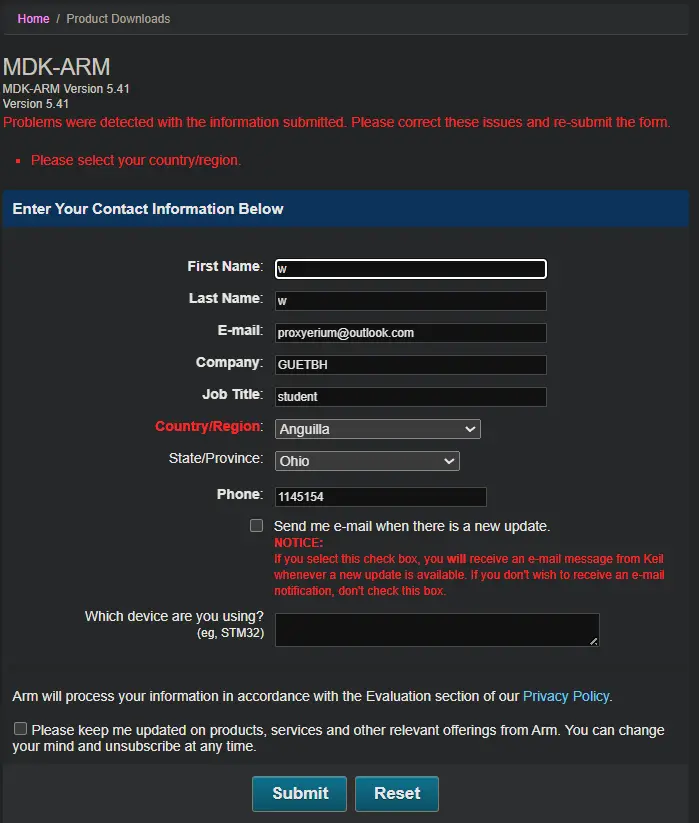 Home / Product Downloads
MDK-ARM
MDK-ARM Version 5.41
Version 5.41
Problems were detected with the information submitted. Please correct these issues and re-submit the form.
Please select your country/region.
Enter Your Contact Information Below
First Name: w
Last Name: w
E-mail: proxyerium@outlook.com
Company: GUETBH
Job Title: student
Country/Region: Anguilla
State/Province: Ohio
Phone: 1145154
Send me e-mail when there is a new update.
NOTICE:
If you select this check box, you will receive an e-mail message from Keil
whenever a new update is available. If you don't wish to receive an e-mail
notification, don't check this box.
Which device are you using?
(eg, STM32)
Arm will process your information in accordance with the Evaluation section of our Privacy Policy.
Please keep me updated on products, services and other relevant offerings from Arm. You can change
your mind and unsubscribe at any time.
Submit Reset